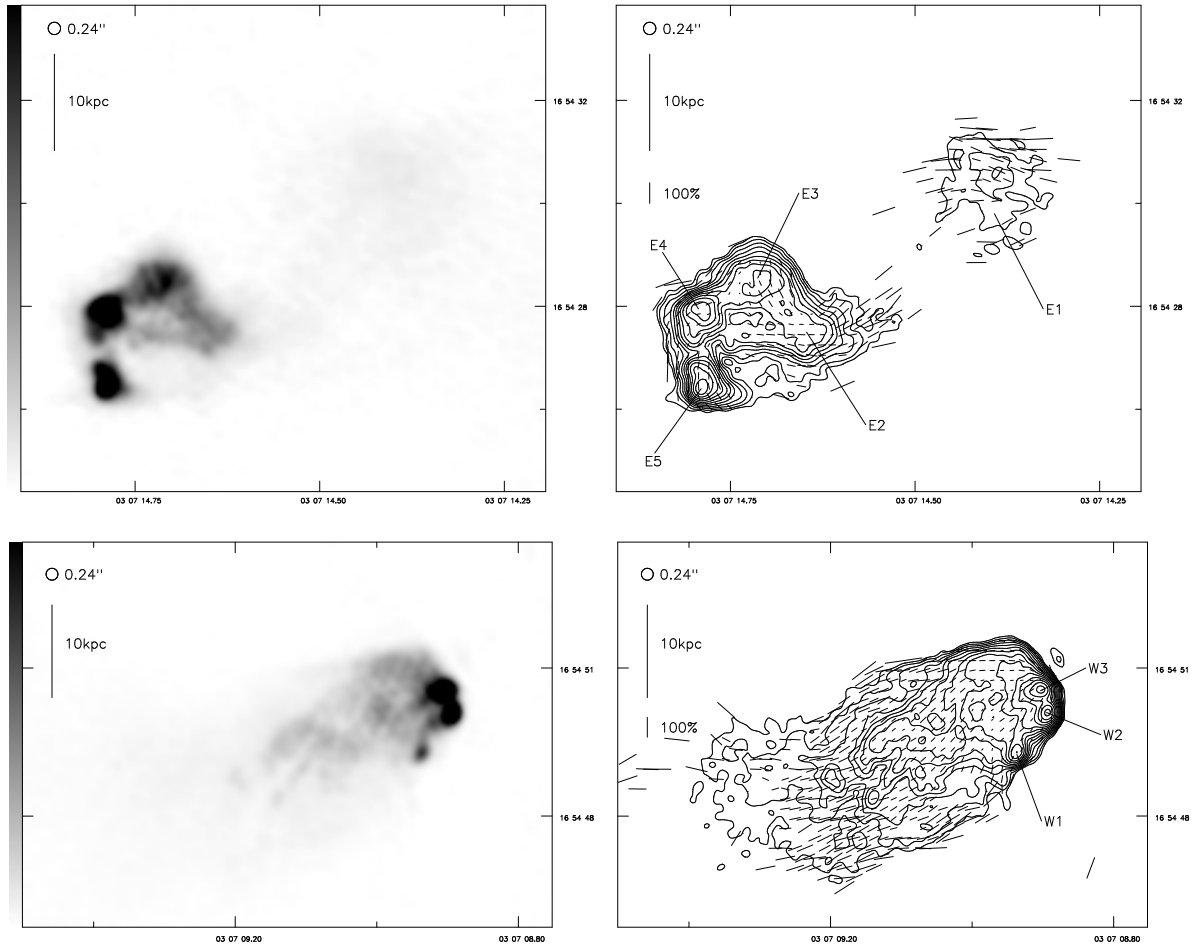 0.24"
10kpc
16 54 32
16 54 28
03 07 14.75
03 07 14.50
03 07 14.25
0.24"
10kpc
100%
E3
E4
E1
E2
E5
16 54 32
16 54 28
03 07 14.75
03 07 14.50
03 07 14.25
0.24"
10kpc
16 54 51
16 54 48
03 07 09.20
03 07 08.80
0.24"
10kpc
100%
W3
W2
W1
16 54 51
16 54 48
03 07 09.20
03 07 08.80